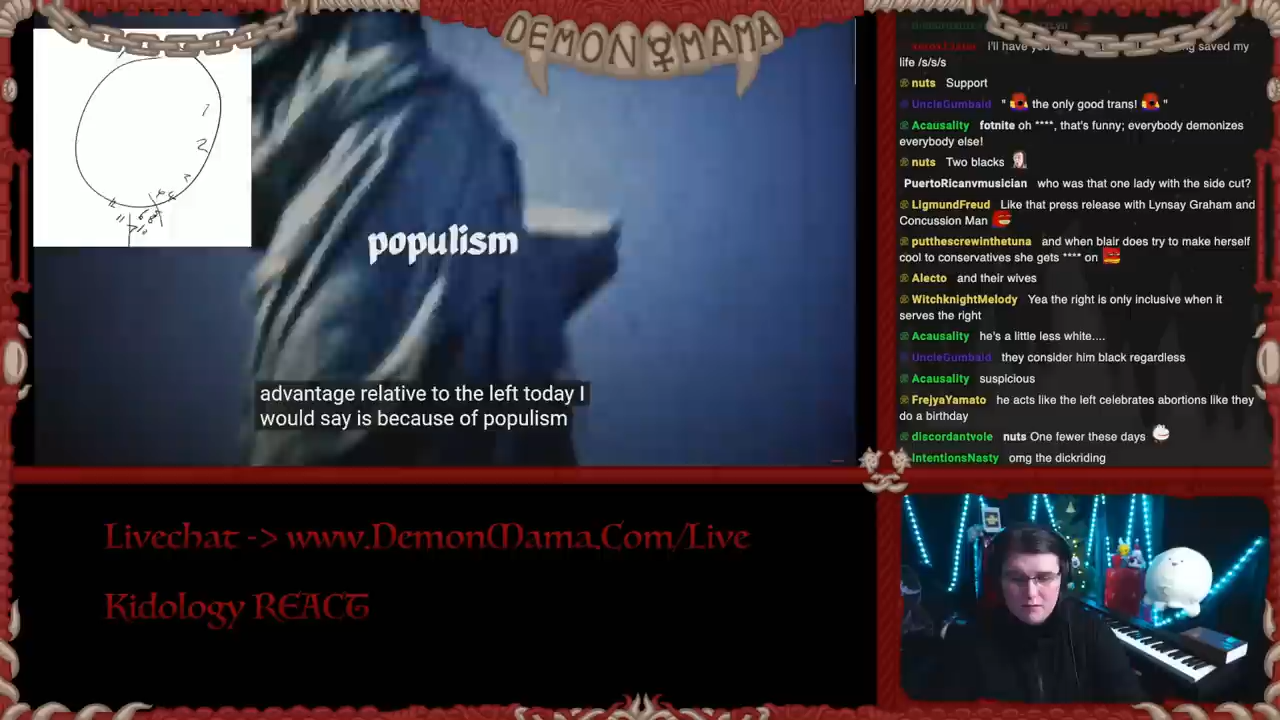 DEMON MAMA
populism
advantage relative to the left today I
would say is because of populism
Livechat -> www.DemonMama.Com/Live
Kidology REACT
I'll have you
saved my
life /s/s/s
nuts Support
UncleGumbaid " the only good trans! "
Acausality fotnite oh ****, that's funny; everybody demonizes
everybody else!
nuts Two blacks
PuertoRicanvmusician who was that one lady with the side cut?
LigmundFreud Like that press release with Lynsay Graham and
Concussion Man
putthescrewinthetuna and when blair does try to make herself
cool to conservatives she gets **** on
Alecto and their wives
WitchknightMelody Yea the right is only inclusive when it
serves the right
Acausality he's a little less white....
UncleGumbaid they consider him black regardless
Acausality suspicious
FrejyaYamato he acts like the left celebrates abortions like they
do a birthday
discordantvole nuts One fewer these days
IntentionsNasty omg the dickriding